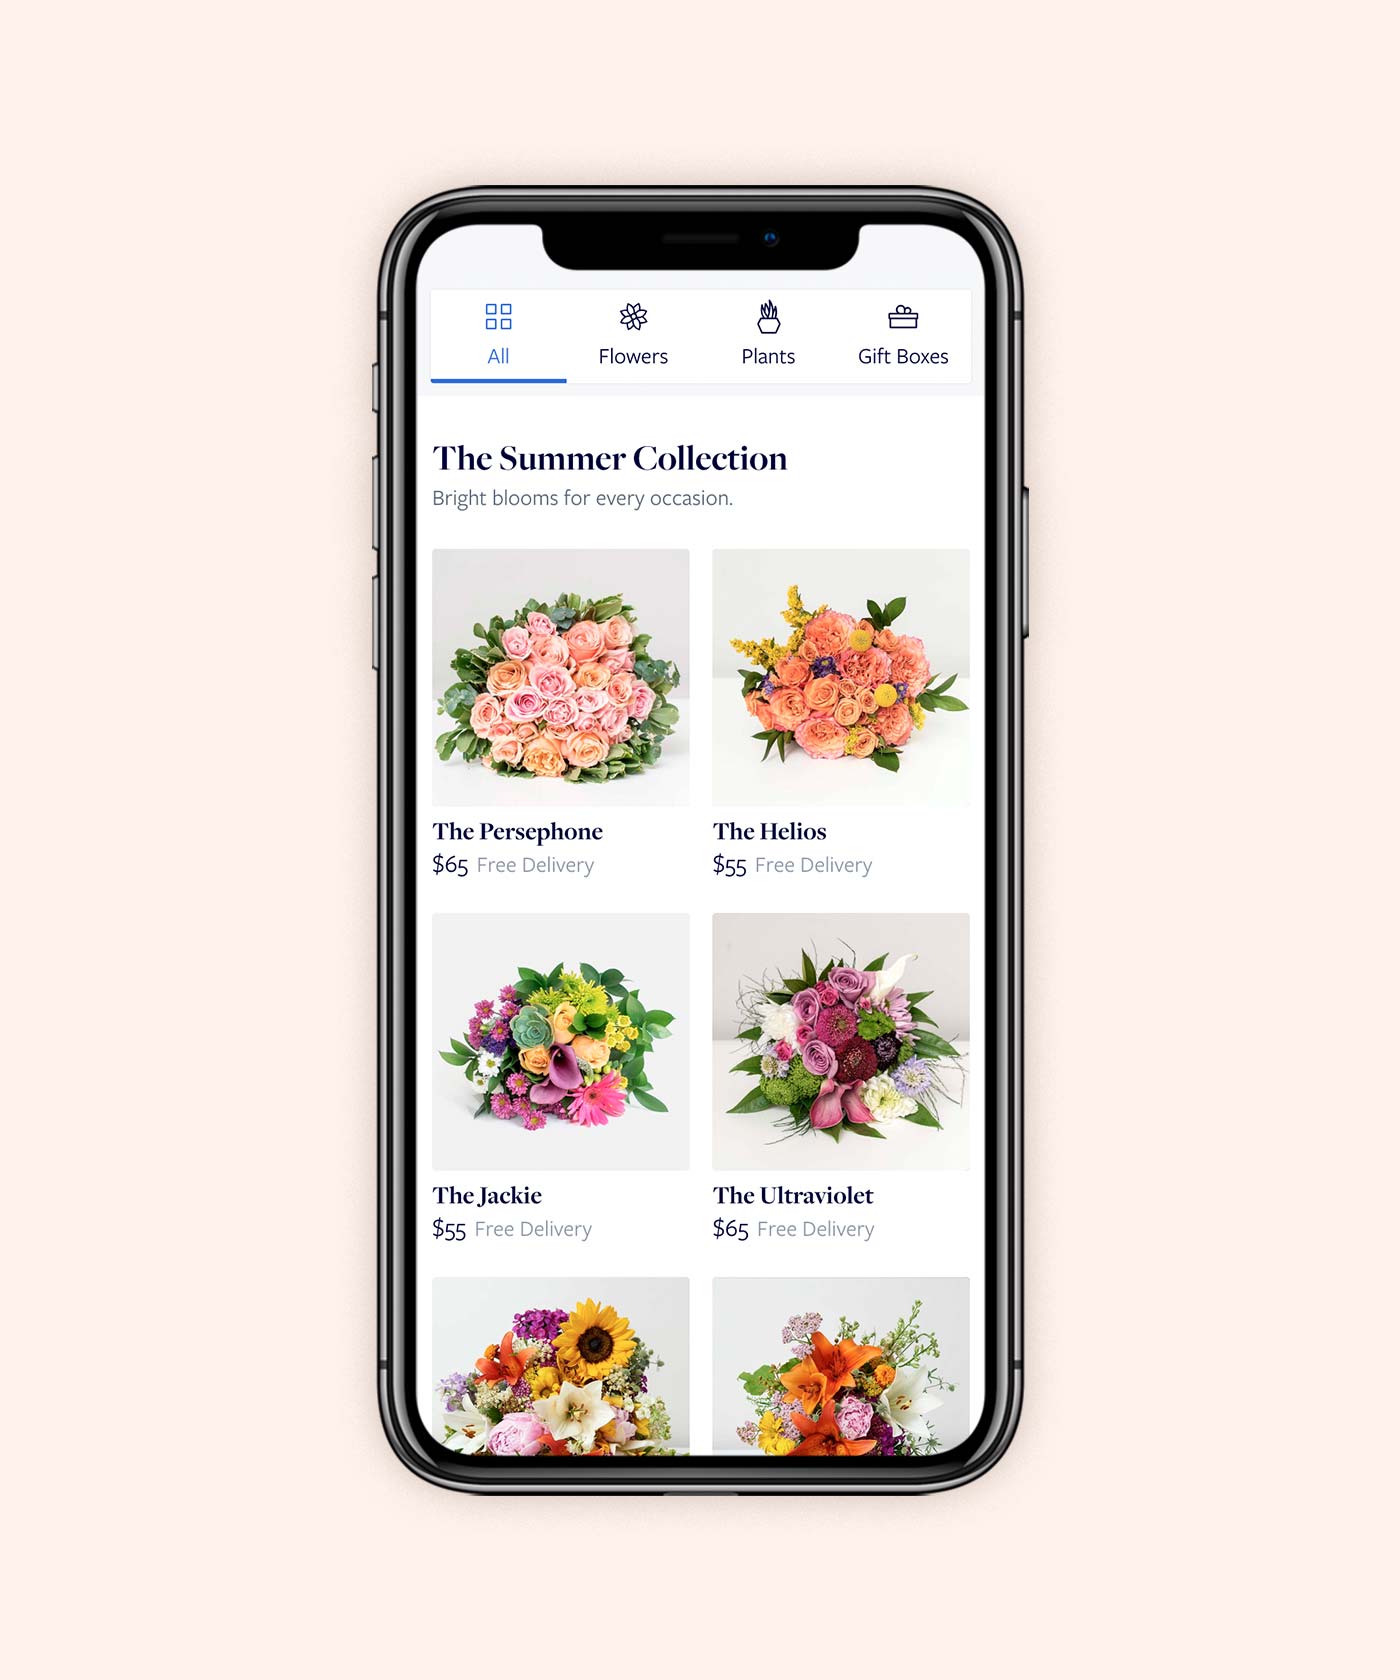 All
Flowers
Plants
Gift Boxes
The Summer Collection
Bright blooms for every occasion.
The Persephone
$65 Free Delivery
The Helios
$55 Free Delivery
The Jackie
$55 Free Delivery
The Ultraviolet
$65 Free Delivery